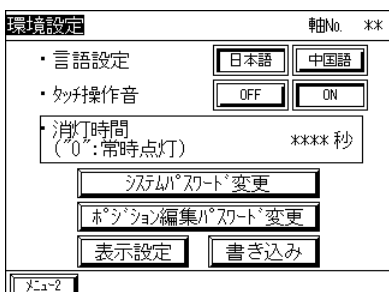 環境設定 軸No. **
・言語設定 日本語 中国語
・ﾀｯﾁ操作音 OFF ON
・消灯時間 ****秒
("0":常時点灯)
ｼｽﾃﾑﾊﾟｽﾜｰﾄﾞ変更
ﾎﾟｼﾞｼｮﾝ編集ﾊﾟｽﾜｰﾄﾞ変更
表示設定 書き込み
ﾒﾆｭｰ2